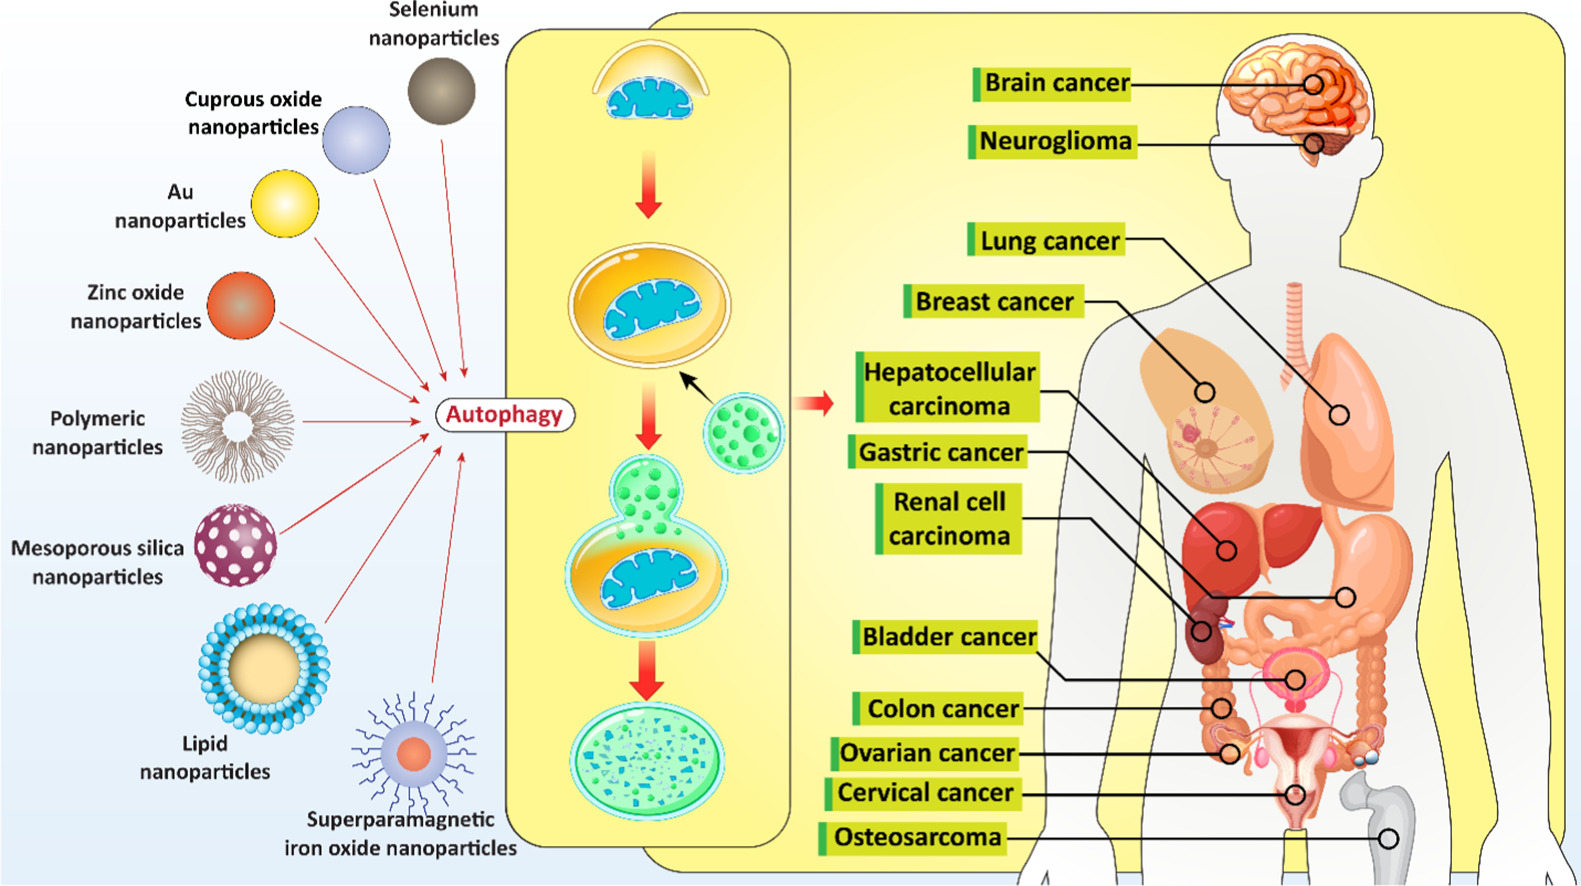 Selenium
nanoparticles
Cuprous oxide
nanoparticles
Au
nanoparticles
Zinc oxide
nanoparticles
Polymeric
nanoparticles
Mesoporous silica
nanoparticles
Lipid
nanoparticles
Superparamagnetic
iron oxide nanoparticles
Autophagy
Brain cancer
Neuroglioma
Lung cancer
Breast cancer
Hepatocellular
carcinoma
Gastric cancer
Renal cell
carcinoma
Bladder cancer
Colon cancer
Ovarian cancer
Cervical cancer
Osteosarcoma